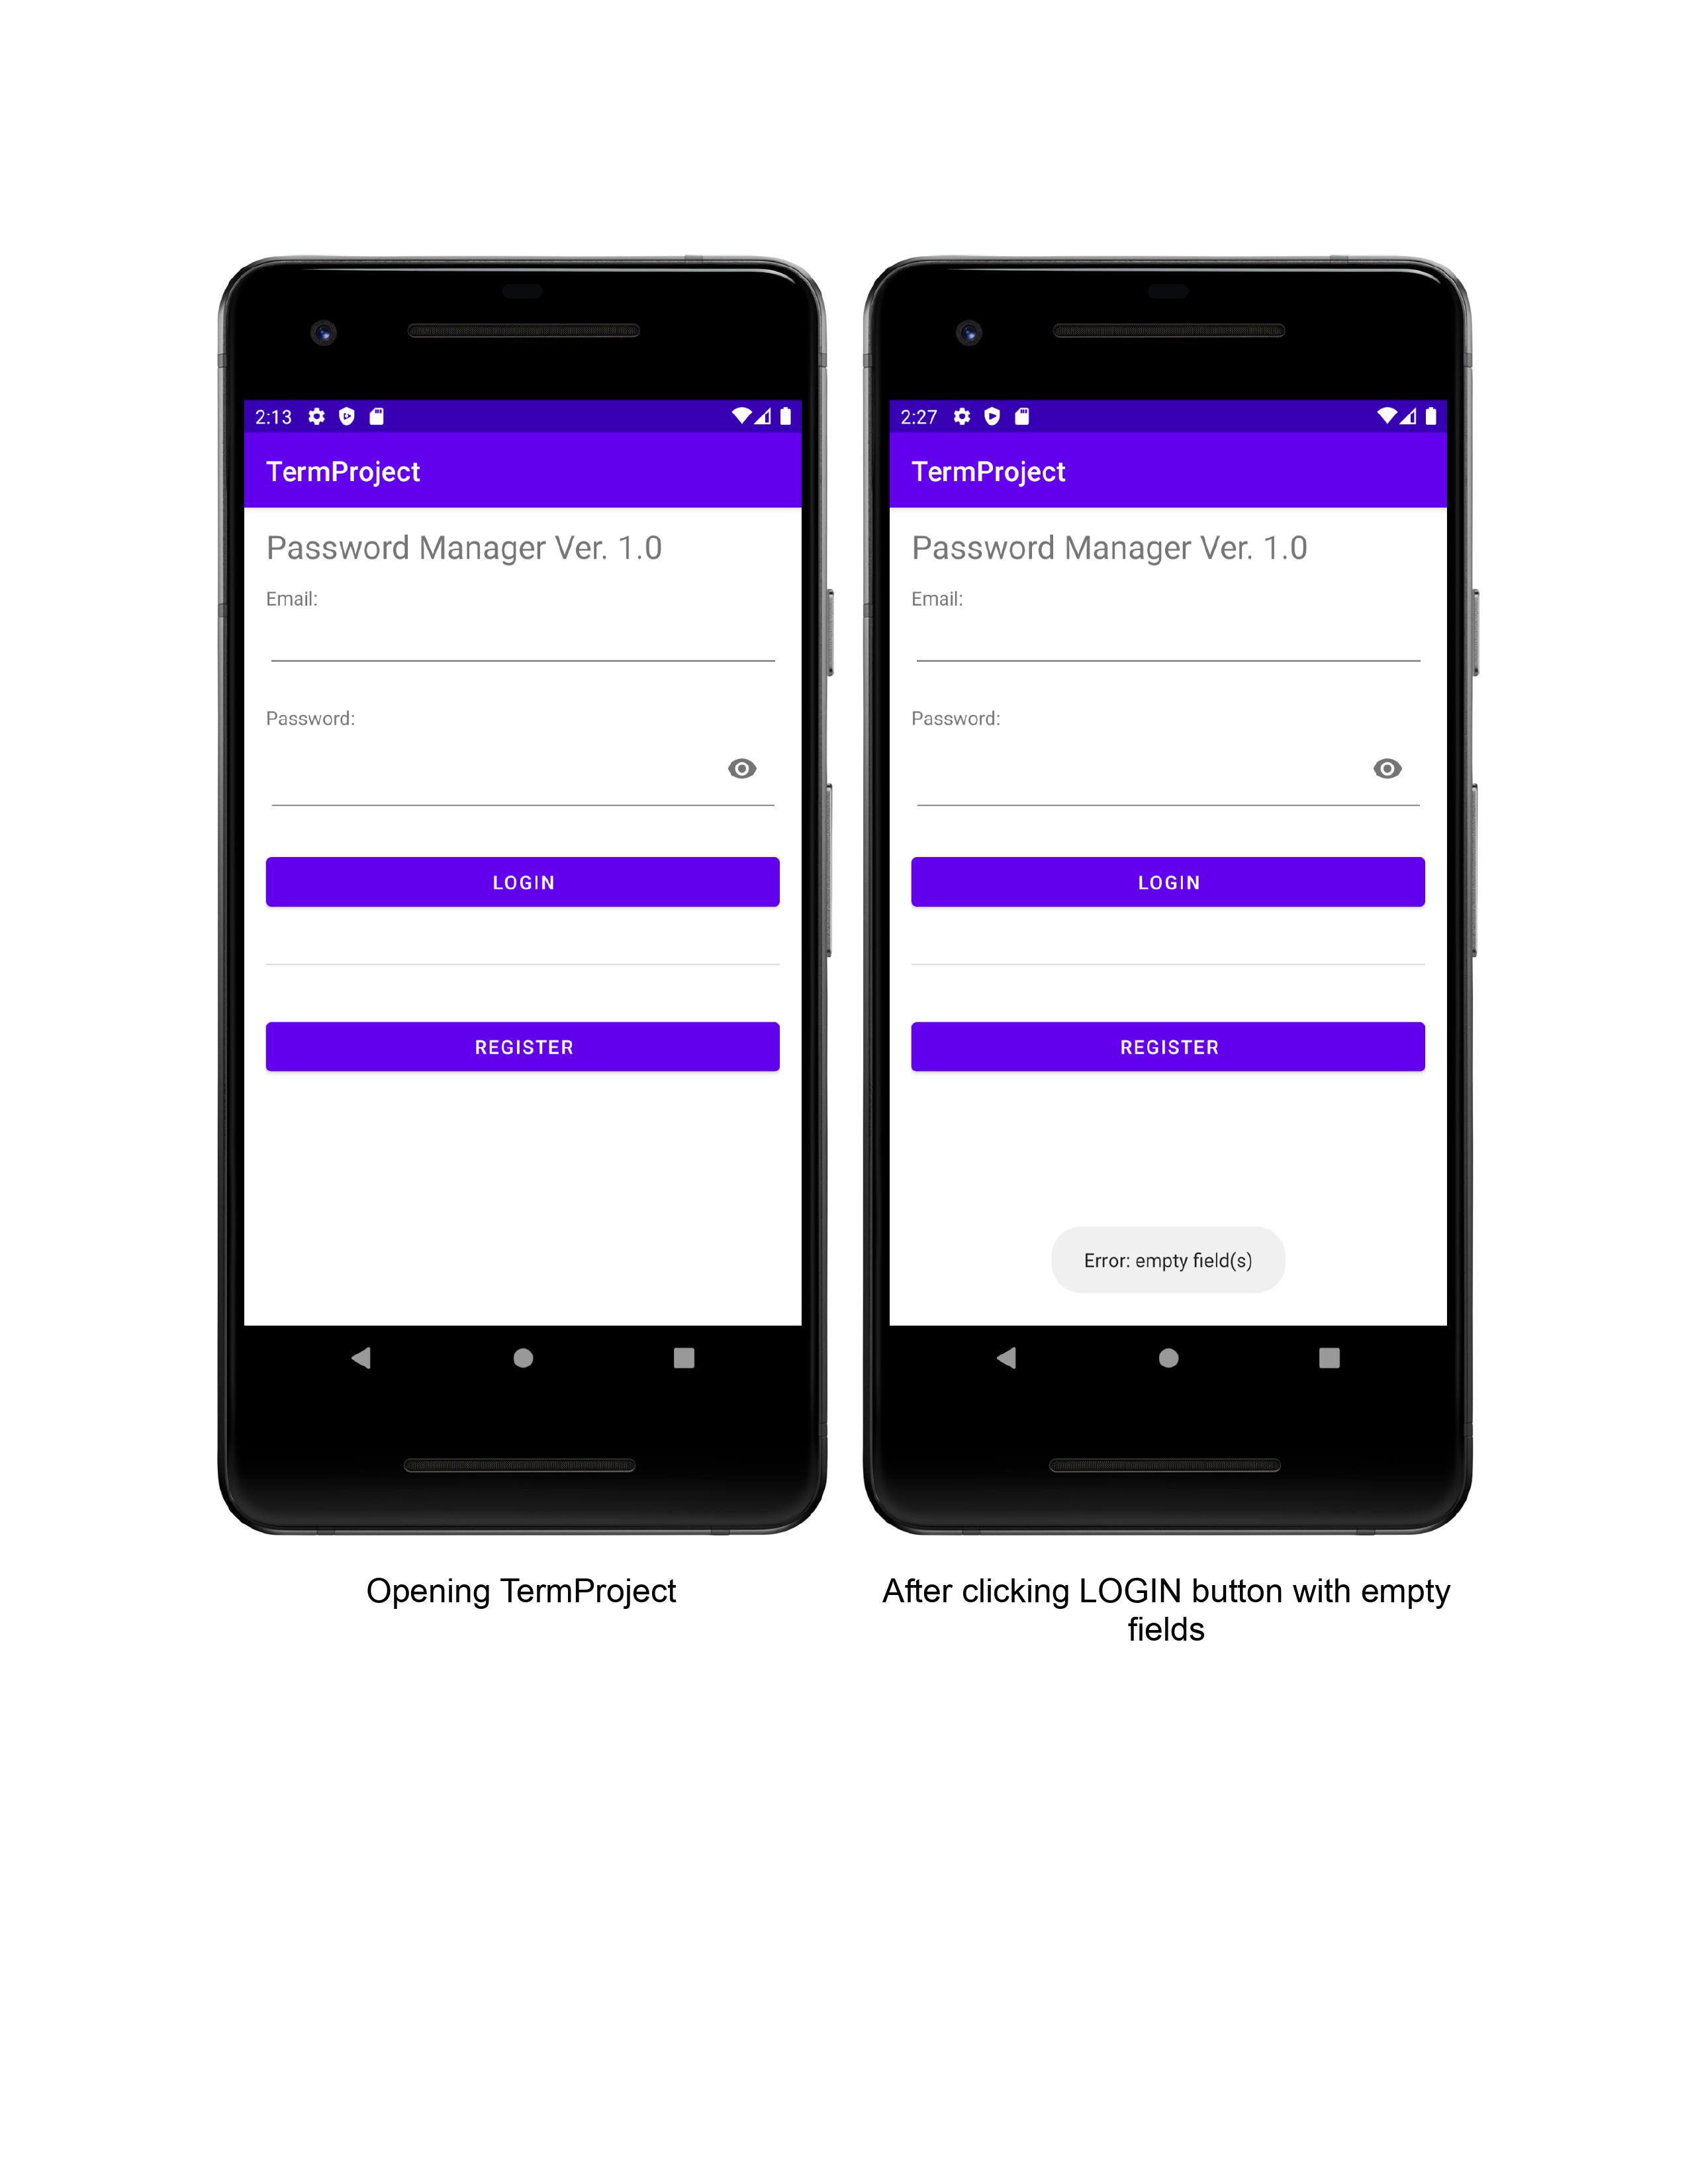 2:13
TermProject
Password Manager Ver. 1.0
Email:
Password:
LOGIN
REGISTER
Opening TermProject
2:27
TermProject
Password Manager Ver. 1.0
Email:
Password:
LOGIN
REGISTER
Error: empty field(s)
After clicking LOGIN button with empty
fields